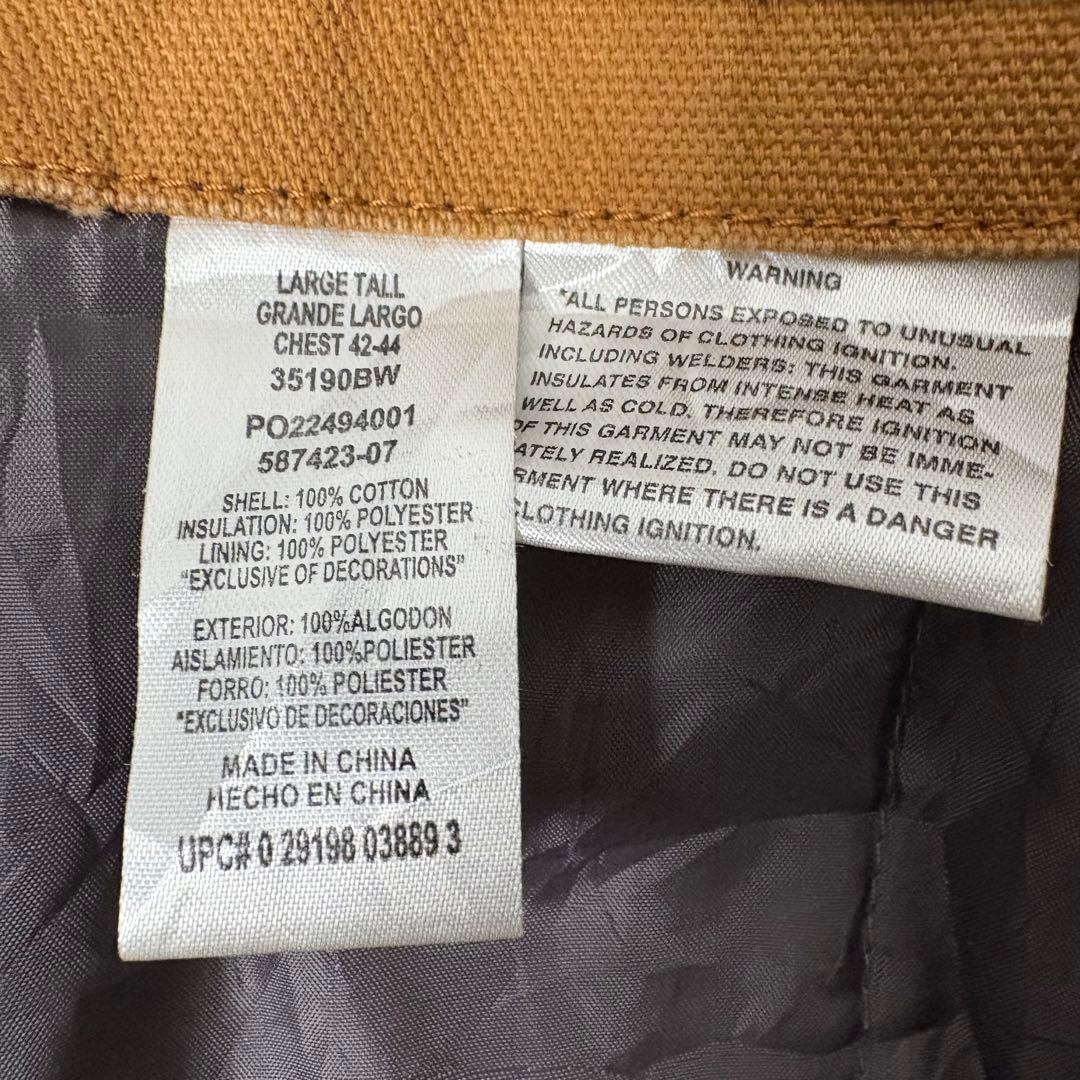 LARGE TALL
GRANDE LARGO
CHEST 42-44
35190BW
PO22494001
587423-07
SHELL: 100% COTTON
INSULATION: 100% POLYESTER
LINING: 100% POLYESTER
"EXCLUSIVE OF DECORATIONS"
EXTERIOR: 100%ALGODON
AISLAMIENTO: 100%POLIESTER
FORRO: 100% POLIESTER
"EXCLUSIVO DE DECORACIONES"
MADE IN CHINA
HECHO EN CHINA
UPC# 0 29198 03889 3
WARNING
*ALL PERSONS EXPOSED TO UNUSUAL
HAZARDS OF CLOTHING IGNITION.
INCLUDING WELDERS: THIS GARMENT
INSULATES FROM INTENSE HEAT AS
WELL AS COLD. THEREFORE IGNITION
OF THIS GARMENT MAY NOT BE IMME-
ATELY REALIZED. DO NOT USE THIS
RMENT WHERE THERE IS A DANGER
CLOTHING IGNITION.